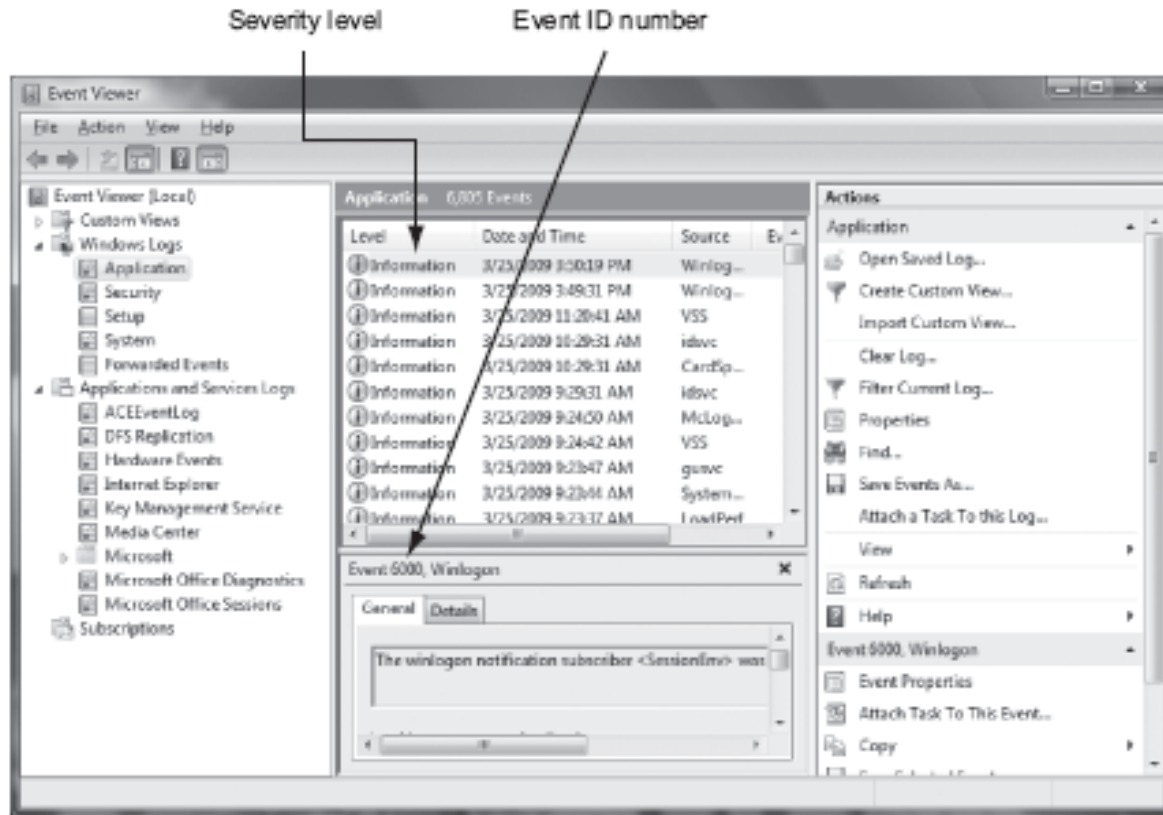 Severity level
Event ID number
Event Viewer
File Action View Help
Event Viewer (Local)
Custom Views
Windows Logs
Application
Security
Setup
System
Forwarded Events
Applications and Services Logs
ACEEventLog
DFS Replication
Hardware Events
Internet Explorer
Key Management Service
Media Center
Microsoft
Microsoft Office Diagnostics
Microsoft Office Sessions
Subscriptions
Application 6,805 Events
Level Date and Time Source Ev
Information 3/25/2009 3:50:19 PM Winlog...
Information 3/25/2009 3:49:31 PM Winlog...
Information 3/25/2009 11:20:41 AM VSS
Information 3/25/2009 10:29:31 AM idsvc
Information 3/25/2009 10:29:31 AM CardSp...
Information 3/25/2009 9:29:31 AM idsvc
Information 3/25/2009 9:24:50 AM McLog...
Information 3/25/2009 9:24:42 AM VSS
Information 3/25/2009 9:23:47 AM gusvc
Information 3/25/2009 9:23:44 AM System...
Information 3/25/2009 9:23:37 AM LoadPerf
Event 6000, Winlogon
General Details
The winlogon notification subscriber <SessionEnv> was
Actions
Application
Open Saved Log...
Create Custom View...
Import Custom View...
Clear Log...
Filter Current Log...
Properties
Find...
Save Events As...
Attach a Task To this Log...
View
Refresh
Help
Event 6000, Winlogon
Event Properties
Attach Task To This Event...
Copy